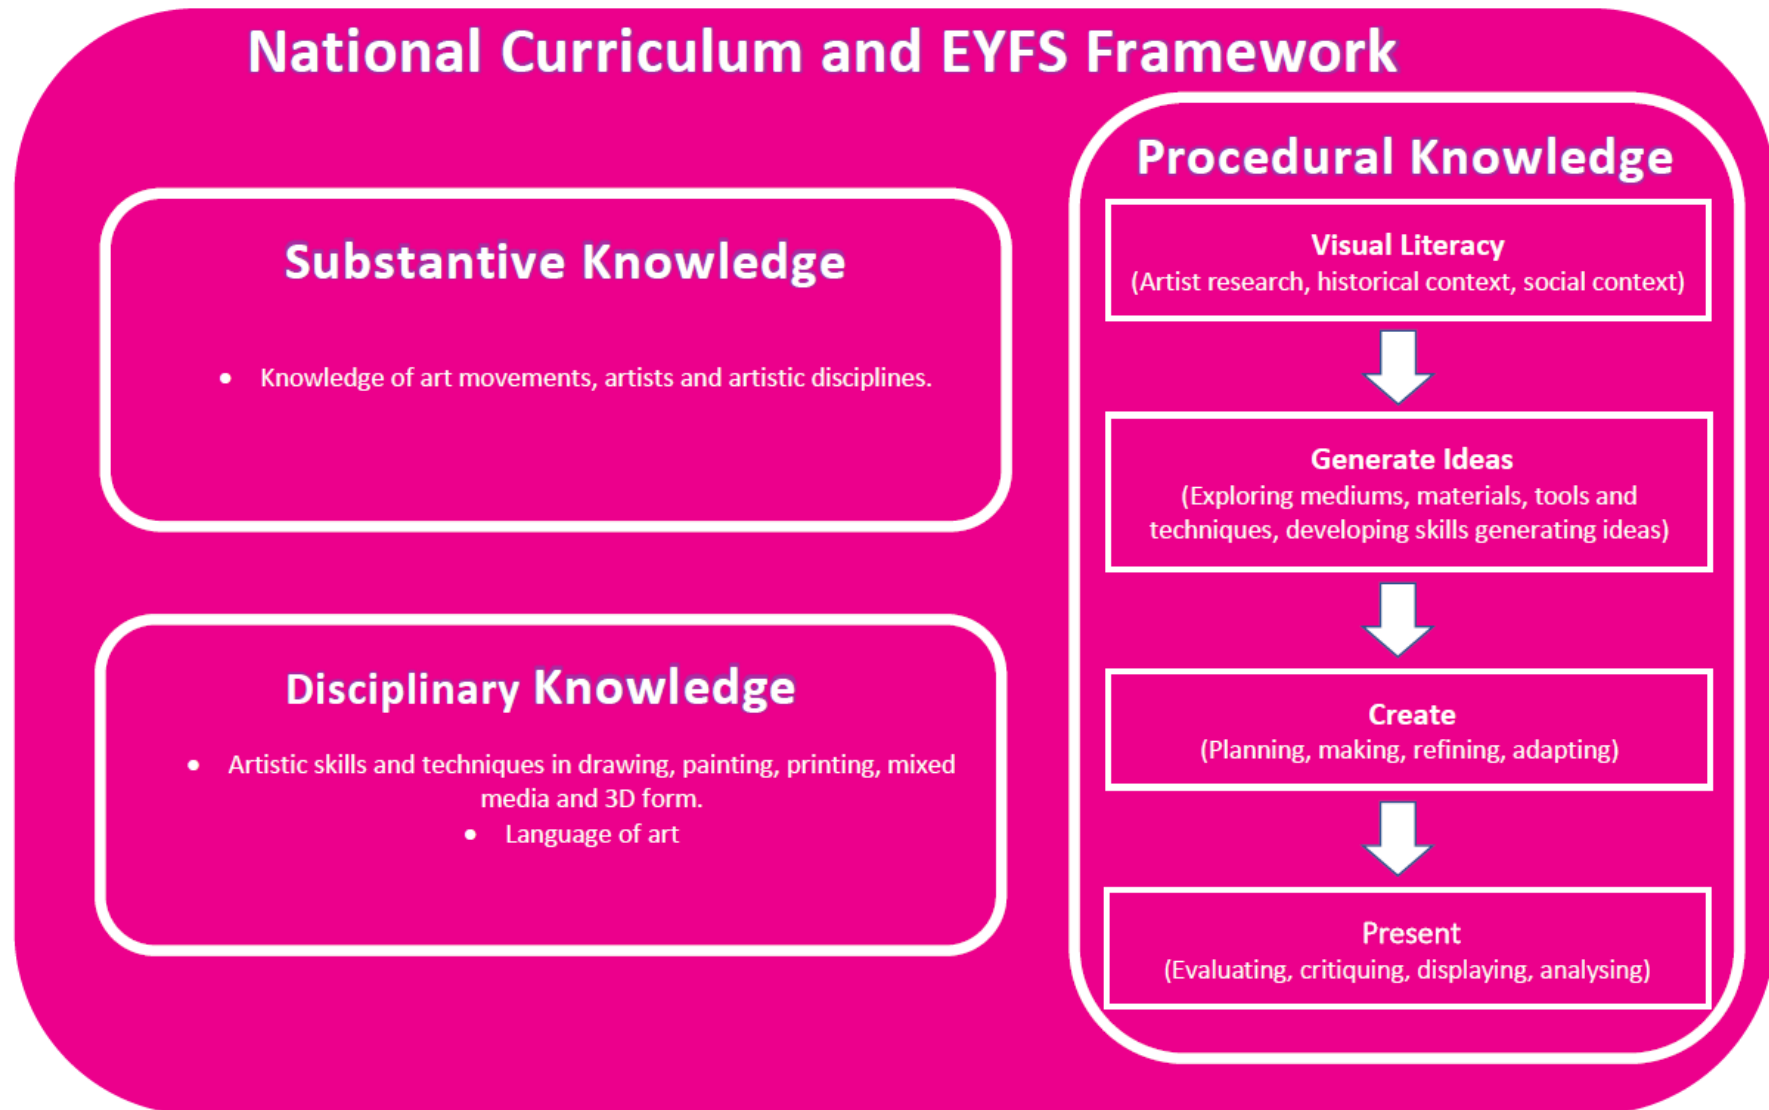 National Curriculum and EYFS Framework
Substantive Knowledge
• Knowledge of art movements, artists and artistic disciplines.
Disciplinary Knowledge
• Artistic skills and techniques in drawing, painting, printing, mixed
media and 3D form.
• Language of art
Procedural Knowledge
Visual Literacy
(Artist research, historical context, social context)
Generate Ideas
(Exploring mediums, materials, tools and
techniques, developing skills generating ideas)
Create
(Planning, making, refining, adapting)
Present
(Evaluating, critiquing, displaying, analysing)